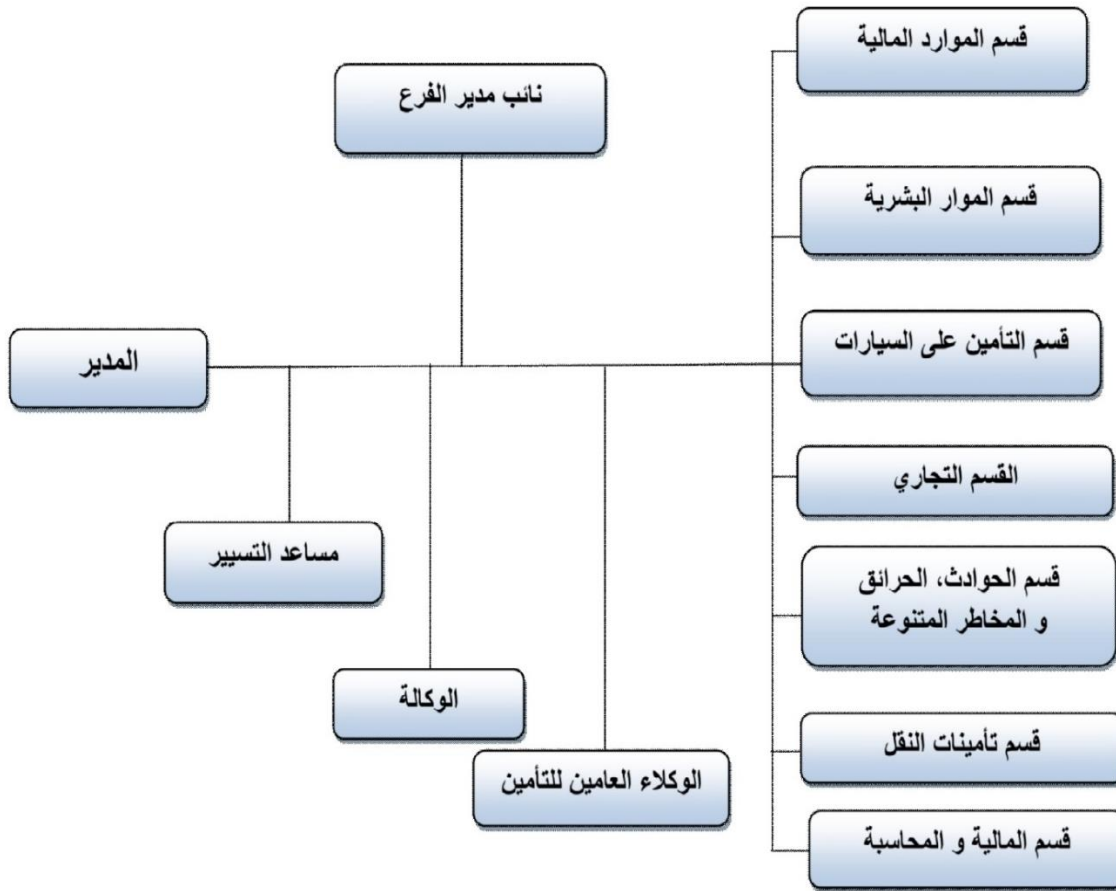 قسم الموارد المالية
نائب مدير الفرع
قسم الموار البشرية
قسم التأمين على السيارات
المدير
القسم التجاري
مساعد التسيير
قسم الحوادث، الحرائق
و المخاطر المتنوعة
الوكالة
قسم تأمينات النقل
الوكلاء العامين للتأمين
قسم المالية و المحاسبة